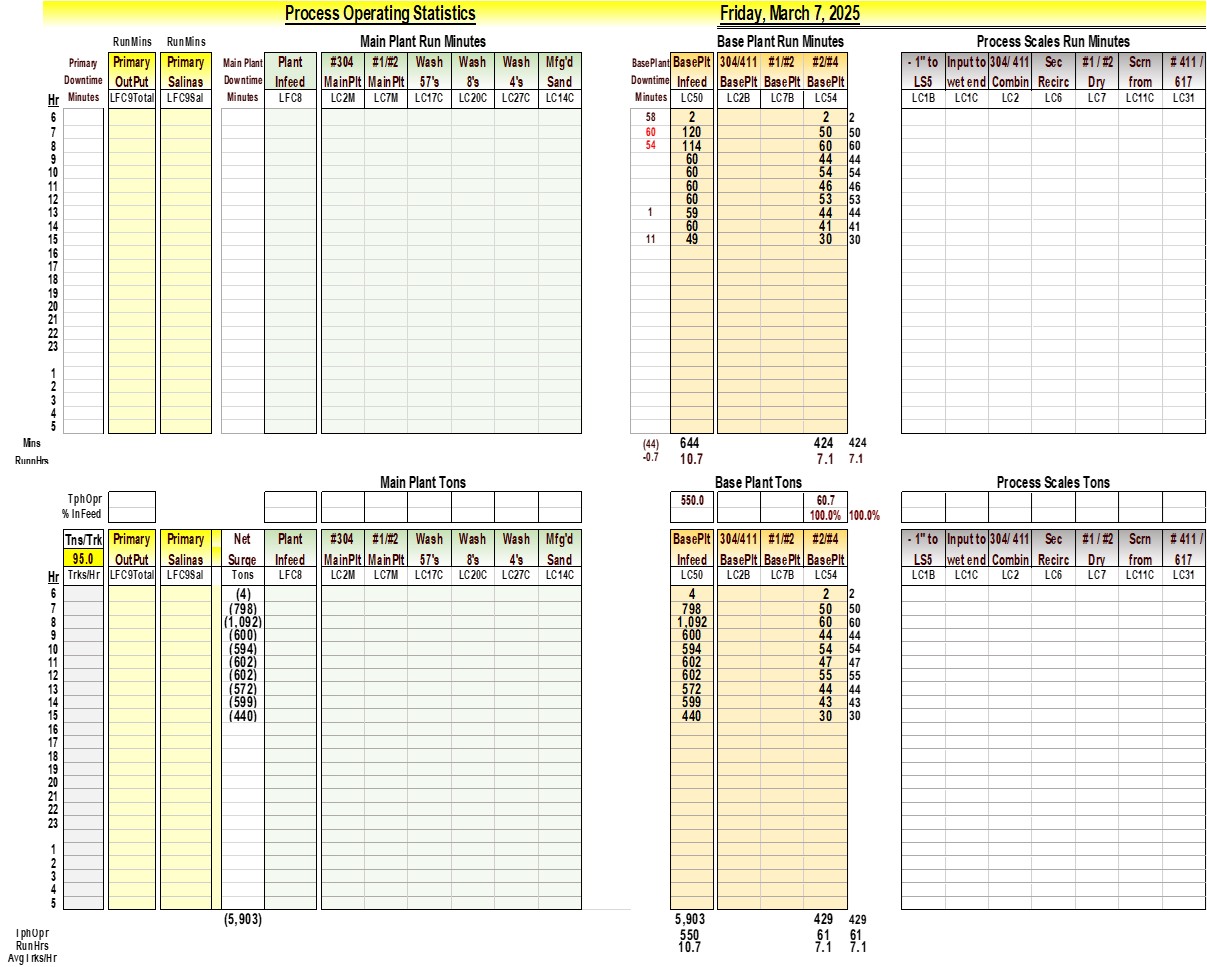 Process Operating Statistics Friday, March 7, 2025
RunMins RunMins Main Plant Run Minutes Base Plant Run Minutes Process Scales Run Minutes
Primary Primary Primary Main Plant Plant #304 #1/#2 Wash Wash Wash Mfg'd BasePlant BasePlt 304/411 #1/#2 #2/#4 - 1" to Input to 304/ 411 Sec #1 / #2 Scrn # 411 /
Downtime OutPut Salinas Downtime Infeed MainPlt MainPlt 57's 8's 4's Sand Downtime Infeed BasePlt BasePlt BasePlt LS5 wet end Combin Recirc Dry from 617
Hr Minutes LFC9Total LFC9Sal Minutes LFC8 LC2M LC7M LC17C LC20C LC27C LC14C Minutes LC50 LC2B LC7B LC54 LC1B LC1C LC2 LC6 LC7 LC11C LC31
6 58 2 2 2
7 60 120 50 50
8 54 114 60 60
9 60 44 44
10 60 54 54
11 60 46 46
12 60 53 53
13 1 59 44 44
14 60 41 41
15 11 49 30 30
16
17
18
19
20
21
22
23
1
2
3
4
5
Mins (44) 644 424 424
RunnHrs -0.7 10.7 7.1 7.1
Main Plant Tons Base Plant Tons Process Scales Tons
TphOpr 550.0 60.7
% InFeed 100.0% 100.0%
Tns/Trk Primary Primary Net Plant #304 #1/#2 Wash Wash Wash Mfg'd BasePlt 304/411 #1/#2 #2/#4 - 1" to Input to 304/ 411 Sec #1 / #2 Scrn # 411 /
95.0 OutPut Salinas Surge Infeed MainPlt MainPlt 57's 8's 4's Sand Infeed BasePlt BasePlt BasePlt LS5 wet end Combin Recirc Dry from 617
Hr Trks/Hr LFC9Total LFC9Sal Tons LFC8 LC2M LC7M LC17C LC20C LC27C LC14C LC50 LC2B LC7B LC54 LC1B LC1C LC2 LC6 LC7 LC11C LC31
6 (4) 4 2 2
7 (798) 798 50 50
8 (1,092) 1,092 60 60
9 (600) 600 44 44
10 (594) 594 54 54
11 (602) 602 47 47
12 (602) 602 55 55
13 (572) 572 44 44
14 (599) 599 43 43
15 (440) 440 30 30
16
17
18
19
20
21
22
23
1
2
3
4
5
(5,903) 5,903 429 429
TphOpr 550 61 61
RunHrs 10.7 7.1 7.1
AvgTrks/Hr